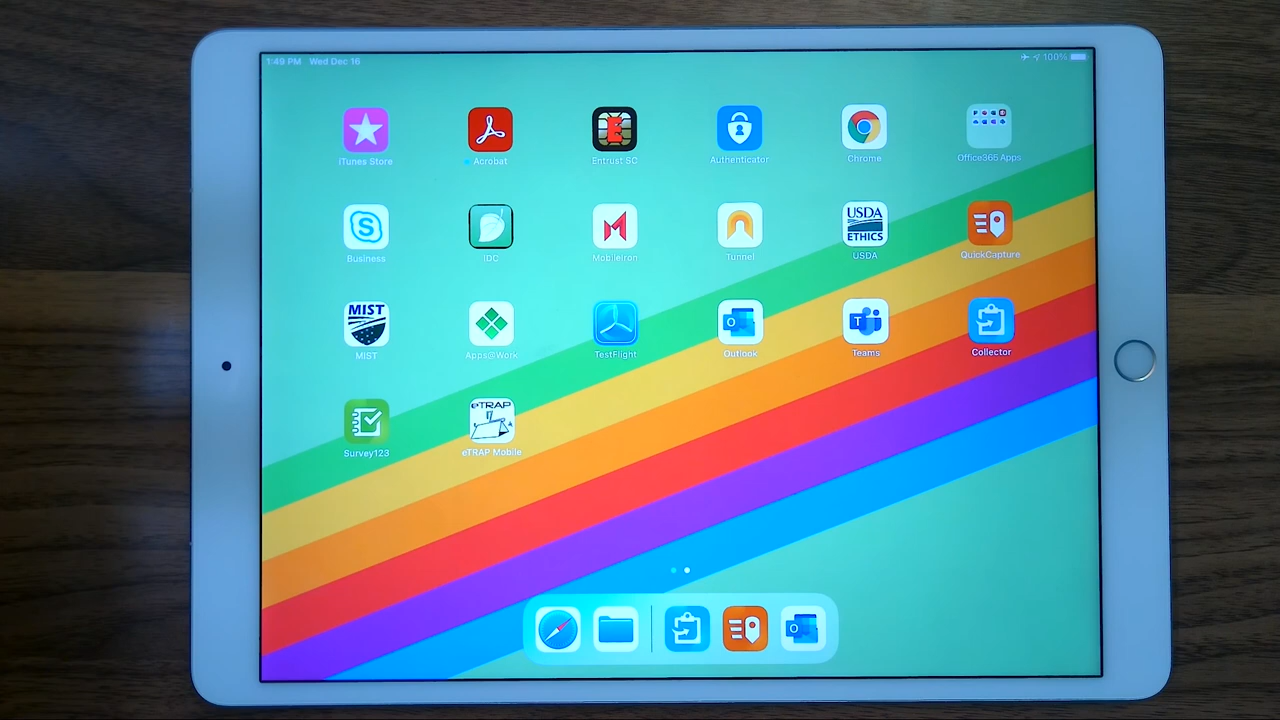 1:49 PM Wed Dec 16
100%
iTunes Store
Acrobat
Entrust SC
Authenticator
Chrome
Office365 Apps
Business
IDC
MobileIron
Tunnel
USDA
ETHICS
USDA
QuickCapture
MIST
MIST
Apps@Work
TestFlight
Outlook
Teams
Collector
Survey123
eTRAP
eTRAP Mobile